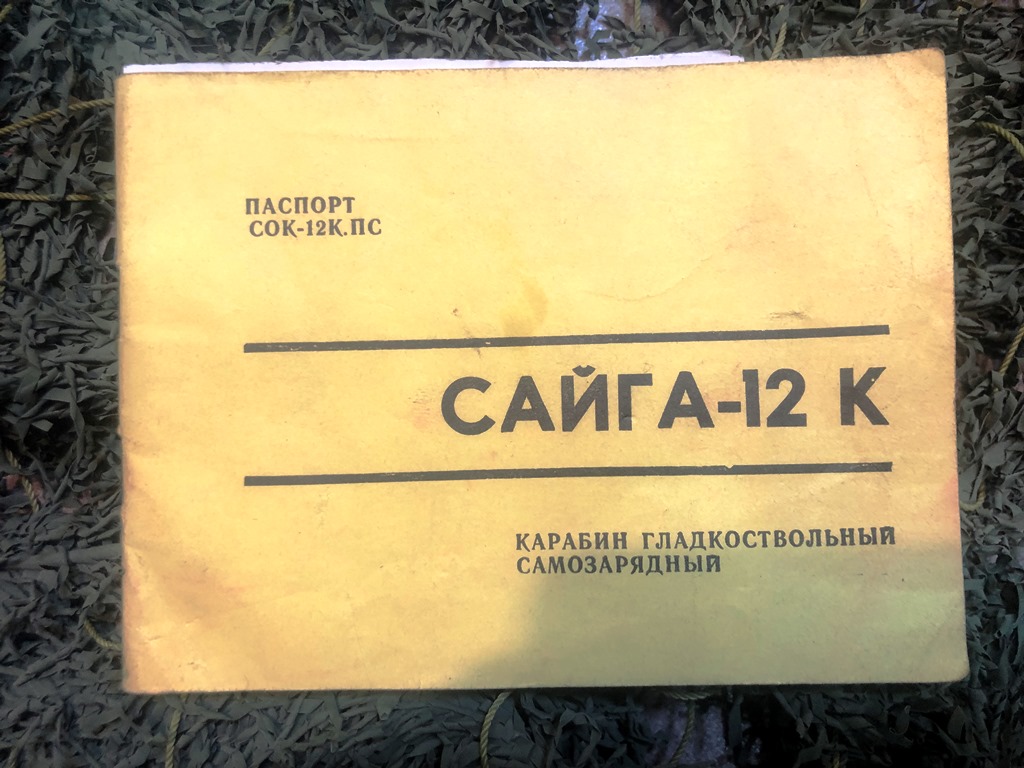 ПАСПОРТ
СОК-12К.ПС
САЙГА-12 К
КАРАБИН ГЛАДКОСТВОЛЬНЫЙ
САМОЗАРЯДНЫЙ